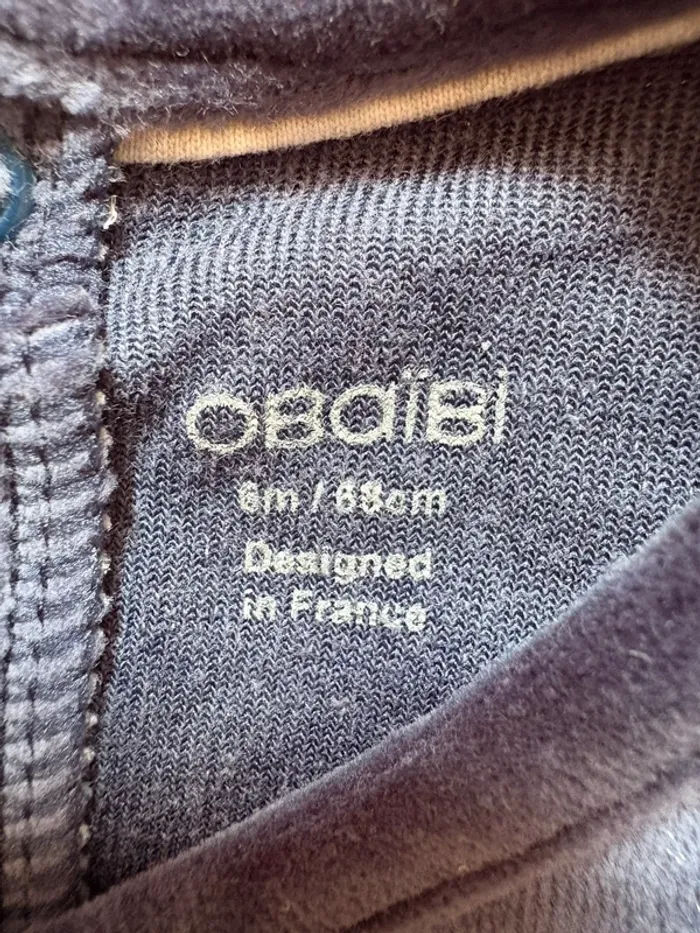 OBaïBi
6m / 68cm
Designed
in France